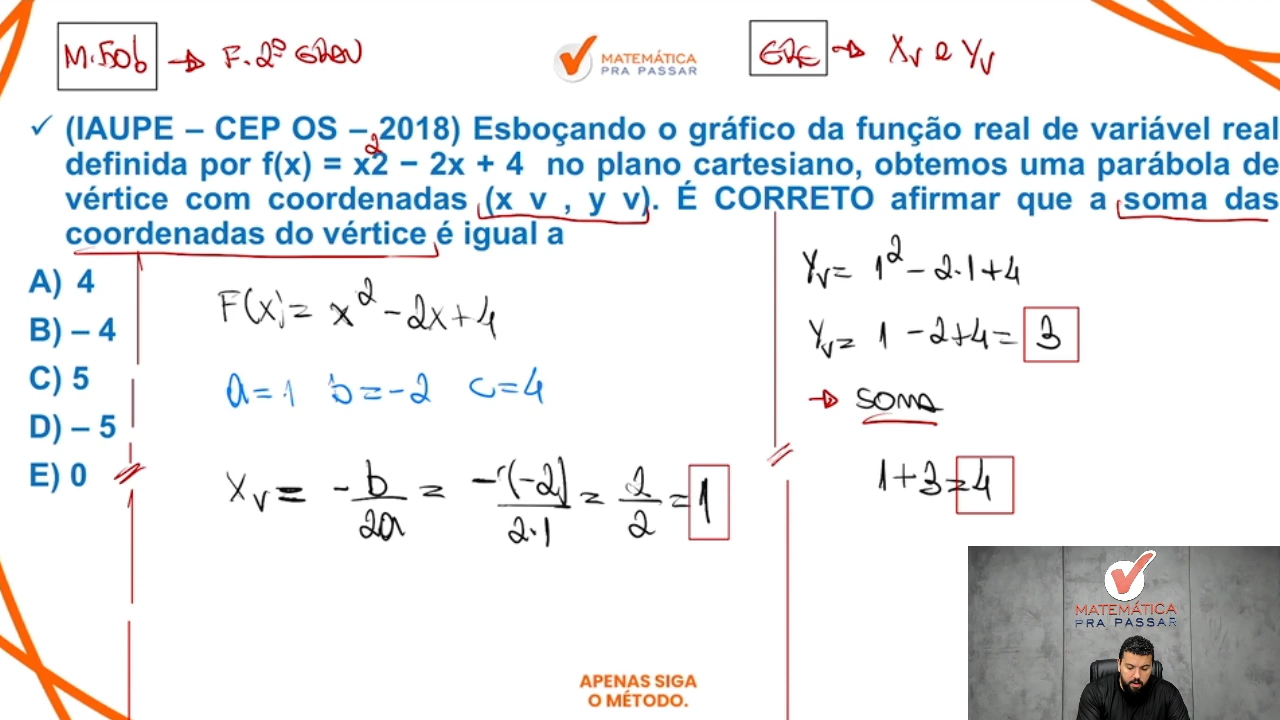 M.50b → F. 2º GRAU
MATEMÁTICA
PRA PASSAR
→ Xv e Yv
✓ (IAUPE – CEP OS – 2018) Esboçando o gráfico da função real de variável real
definida por f(x) = x2 − 2x + 4 no plano cartesiano, obtemos uma parábola de
vértice com coordenadas (x v , y v). É CORRETO afirmar que a soma das
coordenadas do vértice é igual a
A) 4
B) – 4
C) 5
D) – 5
E) 0
F(x) = x² - 2x + 4
a = 1 b = -2 c = 4
Xv = -b/2a = -(-2)/2·1 = 2/2 = 1
Yv = 1² - 2·1 + 4
Yv = 1 - 2 + 4 = 3
→ SOMA
1 + 3 = 4
MATEMÁTICA
PRA PASSAR
APENAS SIGA
O MÉTODO.